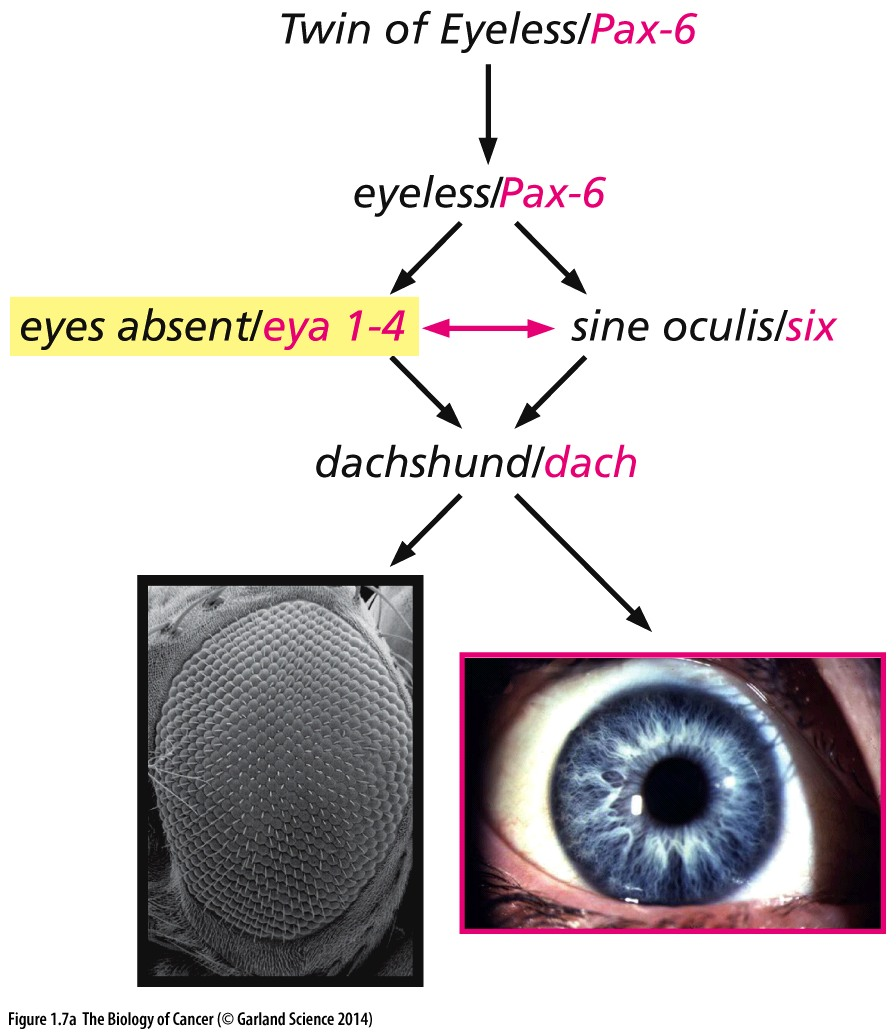 Twin of Eyeless/Pax-6
eyeless/Pax-6
eyes absent/eya 1-4
sine oculis/six
dachshund/dach
Figure 1.7a The Biology of Cancer (© Garland Science 2014)